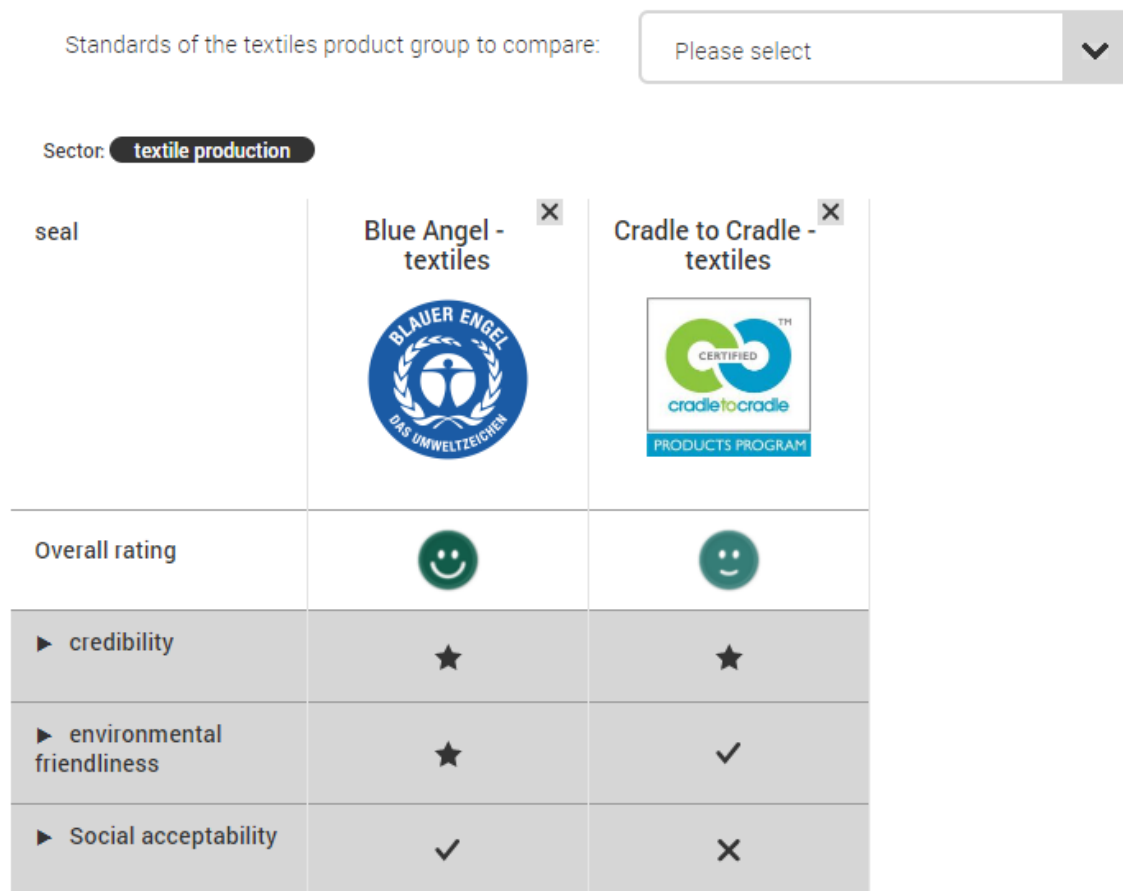 Standards of the textiles product group to compare:
Please select
Sector: textile production
seal
Blue Angel -
textiles
Cradle to Cradle -
textiles
BLAUER ENGEL
DAS UMWELTZEICHEN
TM
CERTIFIED
cradletocradle
PRODUCTS PROGRAM
Overall rating
credibility
environmental
friendliness
Social acceptability